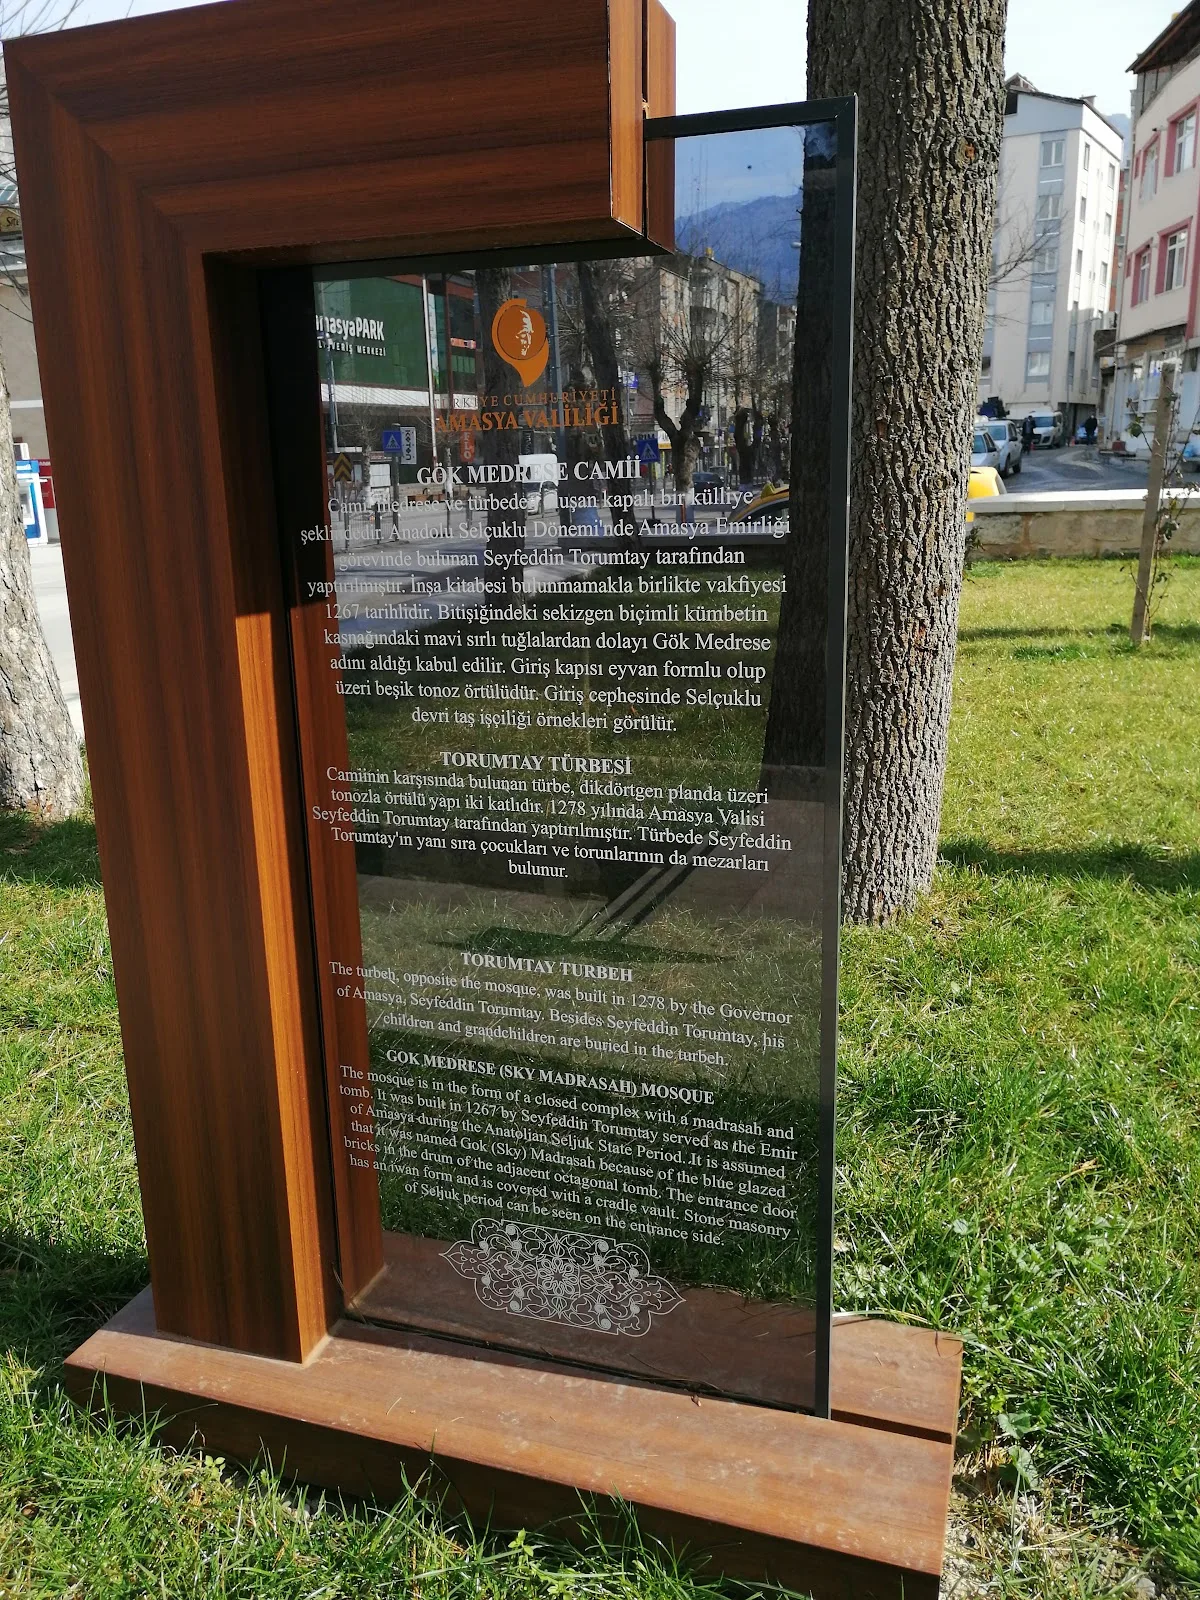 amasyaPARK
TÜRKİYE CUMHURİYETİ
AMASYA VALİLİĞİ
GÖK MEDRESE CAMİİ
Cami, medrese ve türbeden oluşan kapalı bir külliye
şeklindedir. Anadolu Selçuklu Dönemi'nde Amasya Emirliği
görevinde bulunan Seyfeddin Torumtay tarafından
yaptırılmıştır. İnşa kitabesi bulunmamakla birlikte vakfiyesi
1267 tarihlidir. Bitişiğindeki sekizgen biçimli kümbetin
kasnağındaki mavi sırlı tuğlalardan dolayı Gök Medrese
adını aldığı kabul edilir. Giriş kapısı eyvan formlu olup
üzeri beşik tonoz örtülüdür. Giriş cephesinde Selçuklu
devri taş işçiliği örnekleri görülür.
TORUMTAY TÜRBESİ
Camiinin karşısında bulunan türbe, dikdörtgen planda üzeri
tonozla örtülü yapı iki katlıdır. 1278 yılında Amasya Valisi
Seyfeddin Torumtay tarafından yaptırılmıştır. Türbede Seyfeddin
Torumtay'ın yanı sıra çocukları ve torunlarının da mezarları
bulunur.
TORUMTAY TURBEH
The turbeh, opposite the mosque, was built in 1278 by the Governor
of Amasya, Seyfeddin Torumtay. Besides Seyfeddin Torumtay, his
children and grandchildren are buried in the turbeh.
GOK MEDRESE (SKY MADRASAH) MOSQUE
The mosque is in the form of a closed complex with a madrasah and
tomb. It was built in 1267 by Seyfeddin Torumtay served as the Emir
of Amasya during the Anatolian Seljuk State Period. It is assumed
that it was named Gok (Sky) Madrasah because of the blue glazed
bricks in the drum of the adjacent octagonal tomb. The entrance door
has an iwan form and is covered with a cradle vault. Stone masonry
of Seljuk period can be seen on the entrance side.